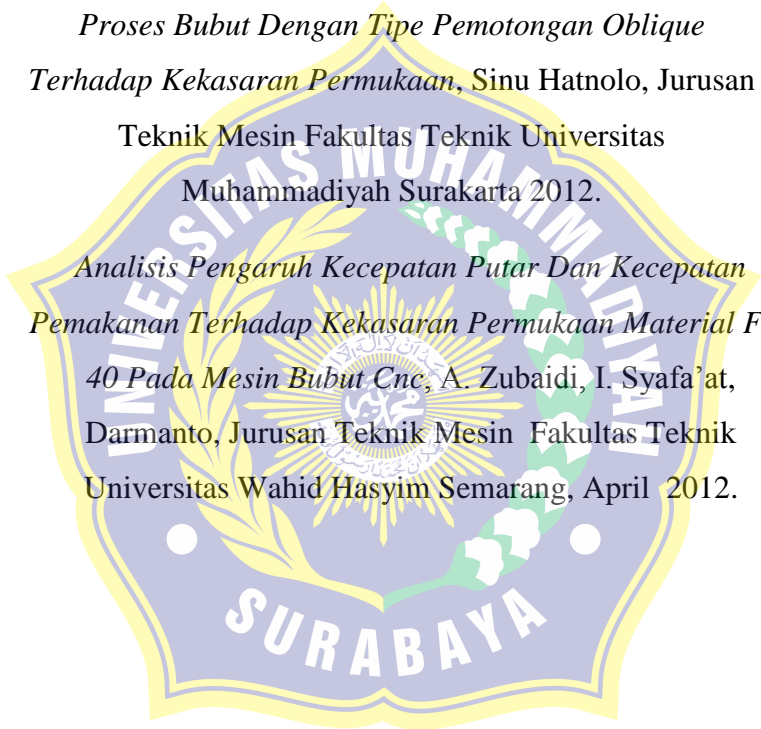 Proses Bubut Dengan Tipe Pemotongan Oblique
Terhadap Kekasaran Permukaan, Sinu Hatnolo, Jurusan
Teknik Mesin Fakultas Teknik Universitas
Muhammadiyah Surakarta 2012.
Analisis Pengaruh Kecepatan Putar Dan Kecepatan
Pemakanan Terhadap Kekasaran Permukaan Material F
40 Pada Mesin Bubut Cnc, A. Zubaidi, I. Syafa’at,
Darmanto, Jurusan Teknik Mesin Fakultas Teknik
Universitas Wahid Hasyim Semarang, April 2012.
UNIVERSITAS MUHAMMADIYAH
SURABAYA